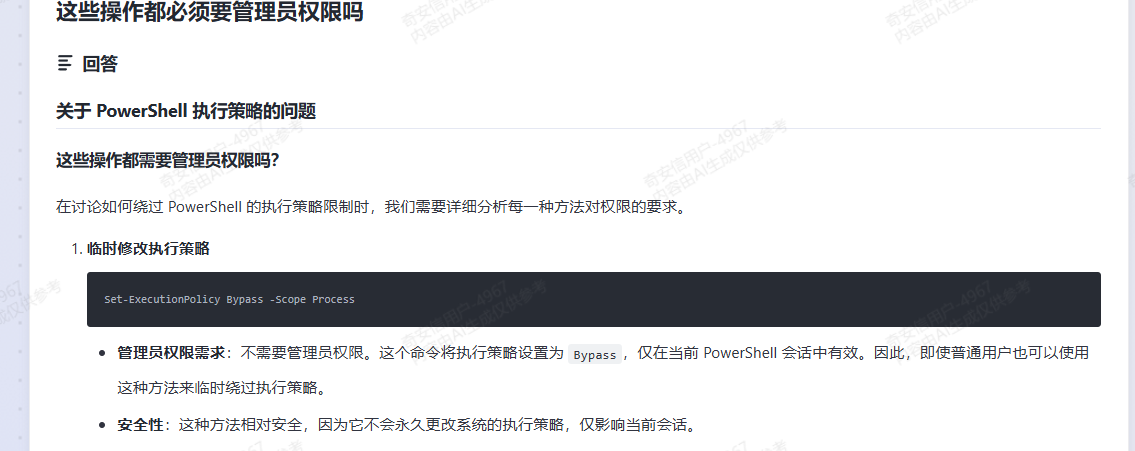 这些操作都必须要管理员权限吗
回答
关于 PowerShell 执行策略的问题
这些操作都需要管理员权限吗？
在讨论如何绕过 PowerShell 的执行策略限制时，我们需要详细分析每一种方法对权限的要求。
1. 临时修改执行策略
Set-ExecutionPolicy Bypass -Scope Process
• 管理员权限需求：不需要管理员权限。这个命令将执行策略设置为 Bypass，仅在当前 PowerShell 会话中有效。因此，即使普通用户也可以使用
这种方法来临时绕过执行策略。
• 安全性：这种方法相对安全，因为它不会永久更改系统的执行策略，仅影响当前会话。
奇安信用户-4967
内容由AI生成仅供参考